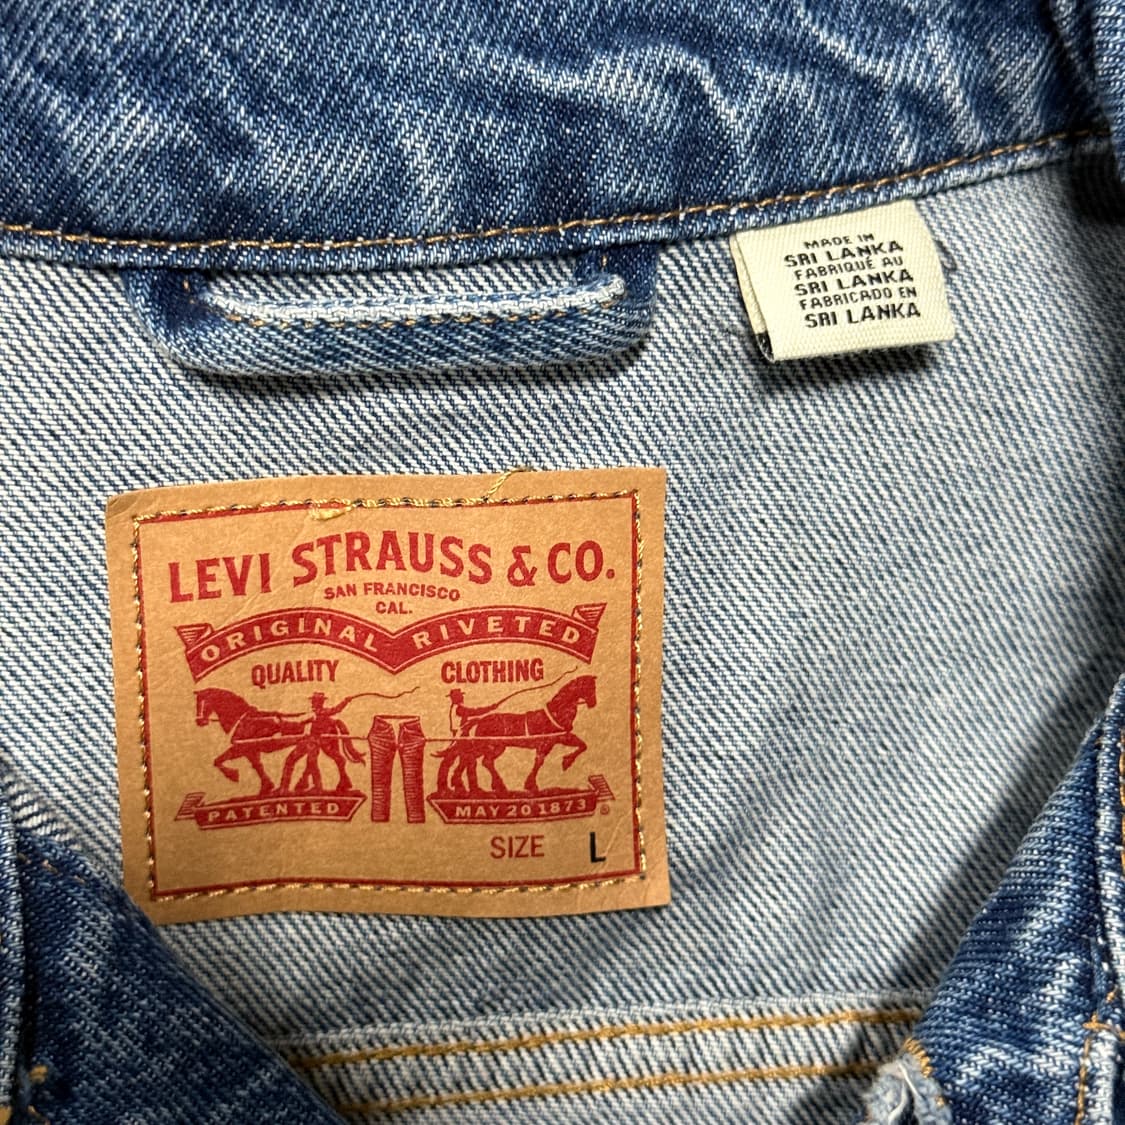 MADE IN
SRI LANKA
FABRIQUÉ AU
SRI LANKA
FABRICADO EN
SRI LANKA
LEVI STRAUSS & CO.
SAN FRANCISCO
CAL.
ORIGINAL RIVETED
QUALITY CLOTHING
PATENTED MAY 20 1873
SIZE L